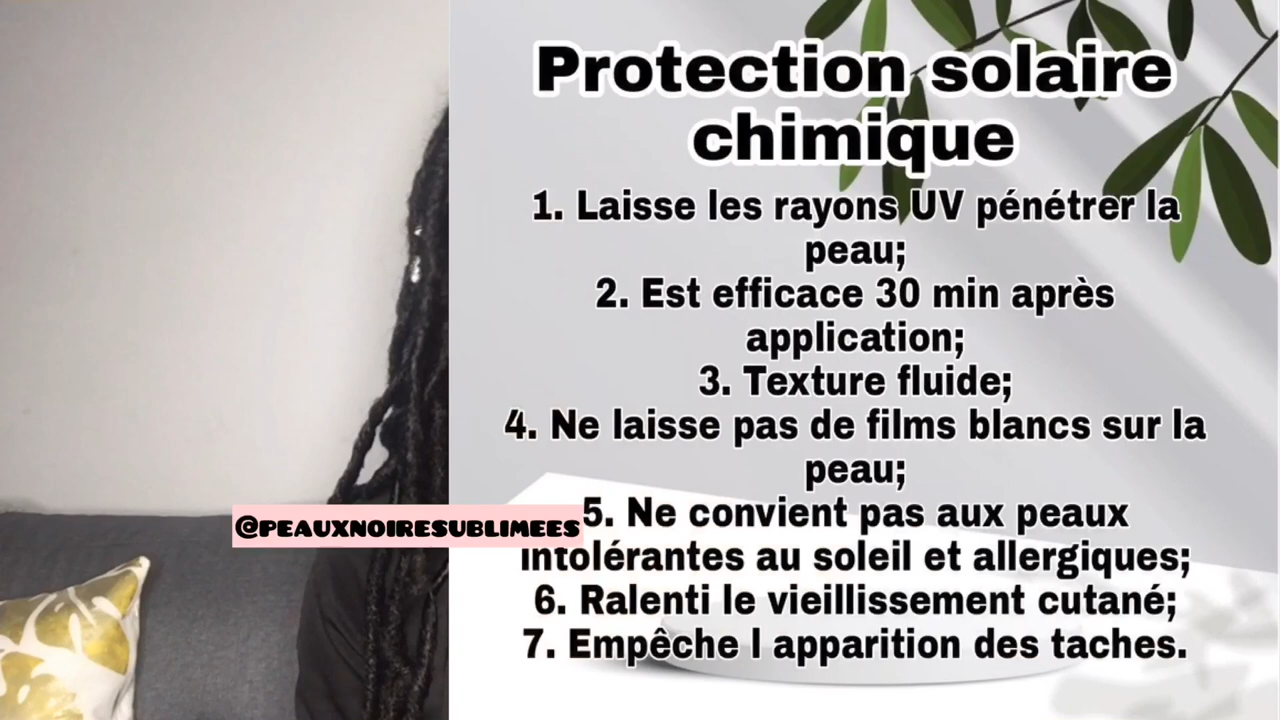 Protection solaire
chimique
1. Laisse les rayons UV pénétrer la
peau;
2. Est efficace 30 min après
application;
3. Texture fluide;
4. Ne laisse pas de films blancs sur la
peau;
5. Ne convient pas aux peaux
intolérantes au soleil et allergiques;
6. Ralenti le vieillissement cutané;
7. Empêche l apparition des taches.
@PEAUXNOIRESUBLIMEES